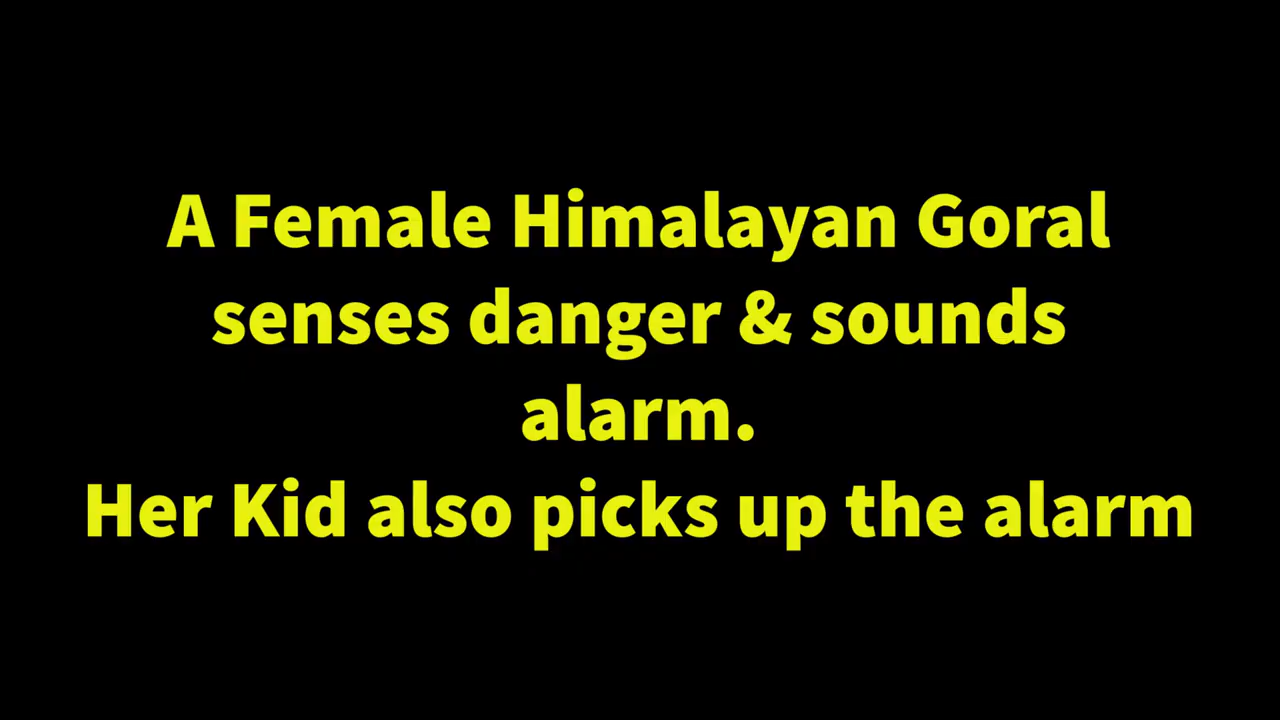 A Female Himalayan Goral
senses danger & sounds
alarm.
Her Kid also picks up the alarm